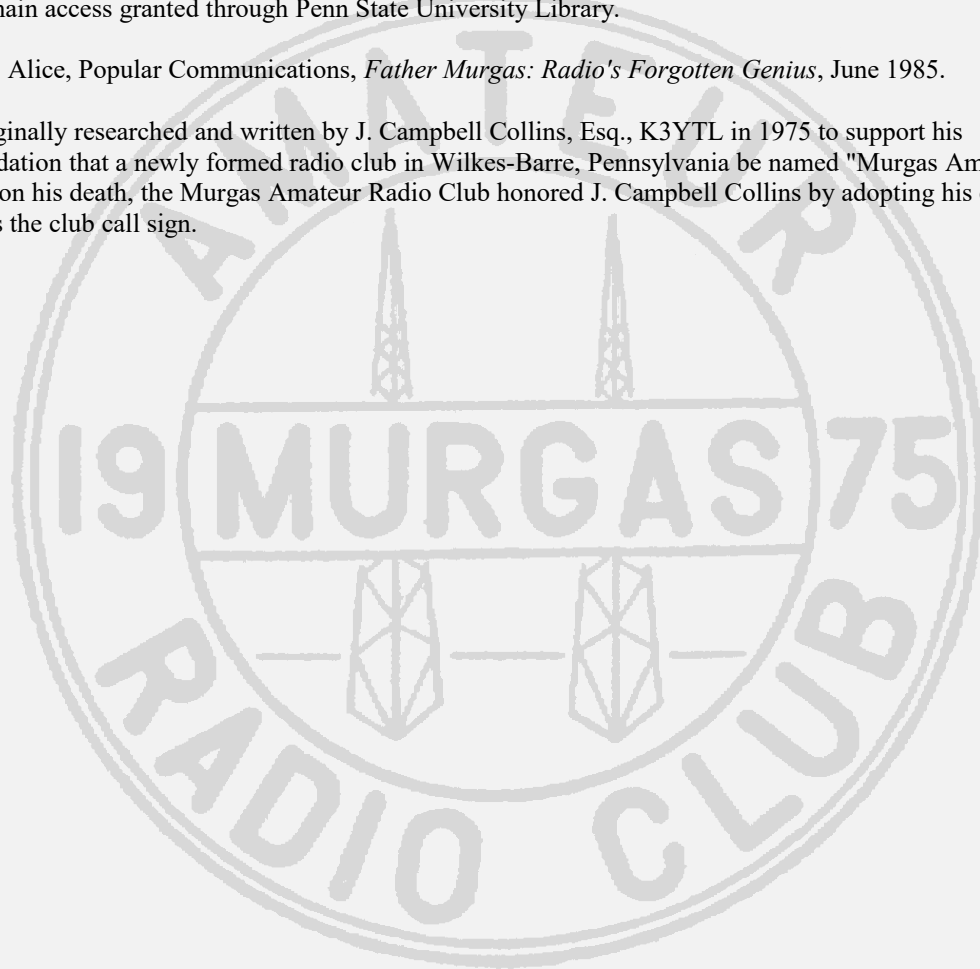 main access granted through Penn State University Library.
Alice, Popular Communications, Father Murgas: Radio's Forgotten Genius, June 1985.
ginally researched and written by J. Campbell Collins, Esq., K3YTL in 1975 to support his
dation that a newly formed radio club in Wilkes-Barre, Pennsylvania be named "Murgas Am
on his death, the Murgas Amateur Radio Club honored J. Campbell Collins by adopting his
s the club call sign.
AMATEUR
19 MURGAS 75
RADIO CLUB